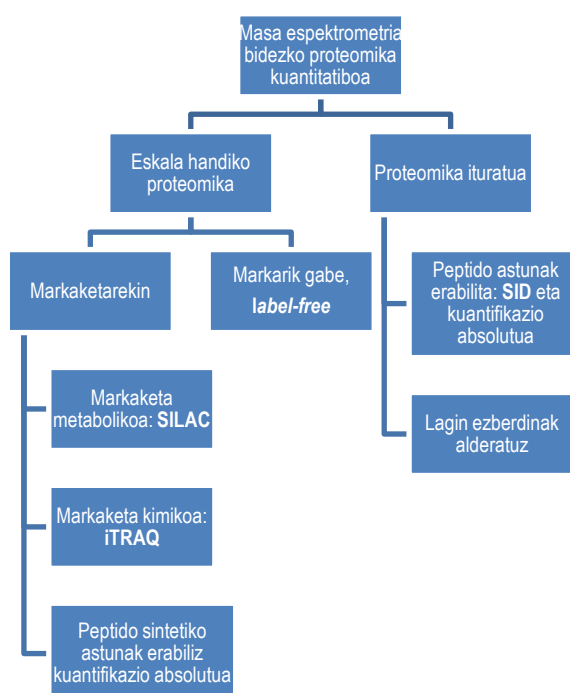 Masa espektrometria
bidezko proteomika
kuantitatiboa
Eskala handiko
proteomika
Proteomika ituratua
Markaketarekin
Markarik gabe,
label-free
Peptido astunak
erabilita: SID eta
kuantifikazio
absolutua
Markaketa
metabolikoa: SILAC
Lagin ezberdinak
alderatuz
Markaketa kimikoa:
iTRAQ
Peptido sintetiko
astunak erabiliz
kuantifikazio absolutua